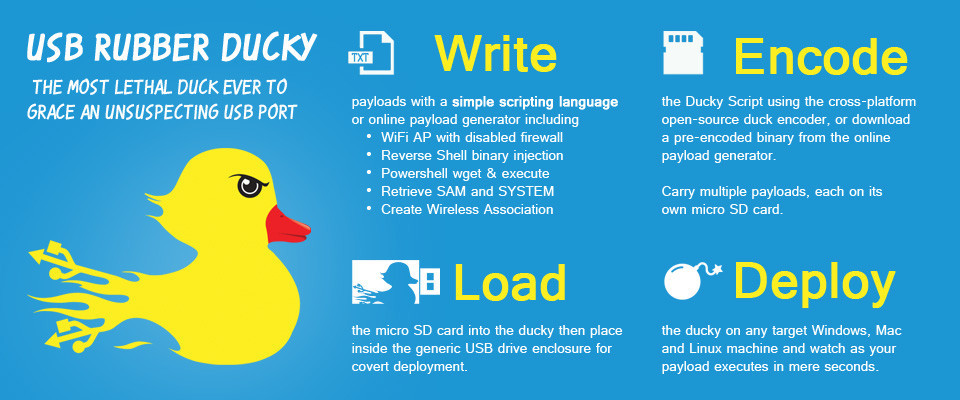 USB RUBBER DUCKY
THE MOST LETHAL DUCK EVER TO
GRACE AN UNSUSPECTING USB PORT
TXT
Write
payloads with a simple scripting language
or online payload generator including
• WiFi AP with disabled firewall
• Reverse Shell binary injection
• Powershell wget & execute
• Retrieve SAM and SYSTEM
• Create Wireless Association
Encode
the Ducky Script using the cross-platform
open-source duck encoder, or download
a pre-encoded binary from the online
payload generator.
Carry multiple payloads, each on its
own micro SD card.
Load
the micro SD card into the ducky then place
inside the generic USB drive enclosure for
covert deployment.
Deploy
the ducky on any target Windows, Mac
and Linux machine and watch as your
payload executes in mere seconds.